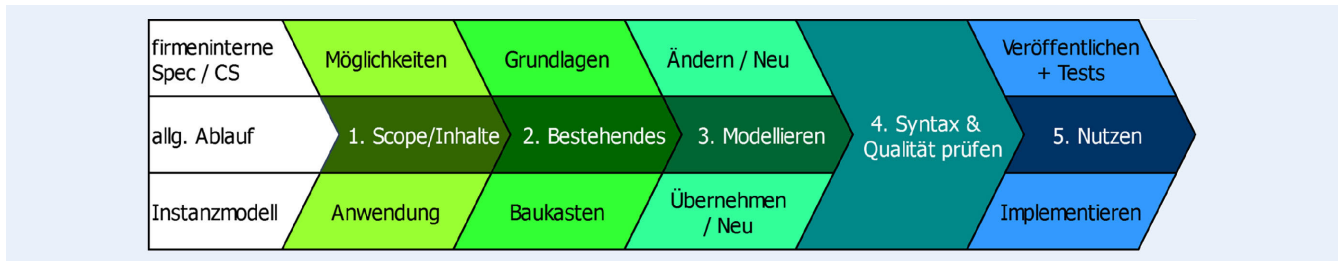 firmeninterne
Spec / CS
Möglichkeiten
Grundlagen
Ändern / Neu
Veröffentlichen
+ Tests
allg. Ablauf
1. Scope/Inhalte
2. Bestehendes
3. Modellieren
4. Syntax &
Qualität prüfen
5. Nutzen
Instanzmodell
Anwendung
Baukasten
Übernehmen
/ Neu
Implementieren